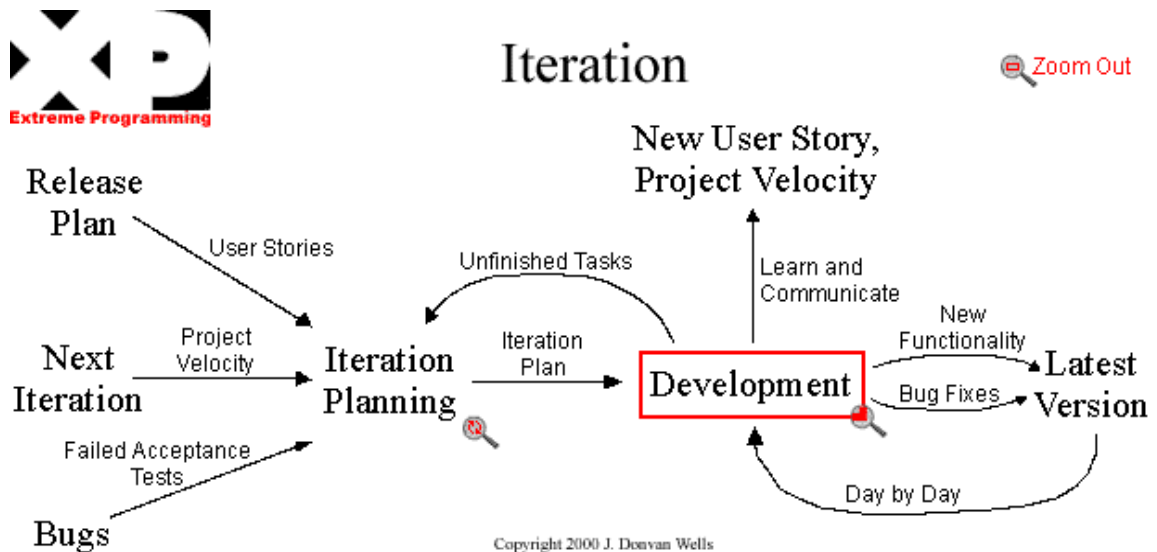 XP
Extreme Programming
Iteration
Zoom Out
New User Story,
Project Velocity
Release
Plan
User Stories
Unfinished Tasks
Learn and
Communicate
New
Functionality
Project
Velocity
Next
Iteration
Iteration
Planning
Iteration
Plan
Development
Bug Fixes
Latest
Version
Failed Acceptance
Tests
Bugs
Day by Day
Copyright 2000 J. Donvan Wells